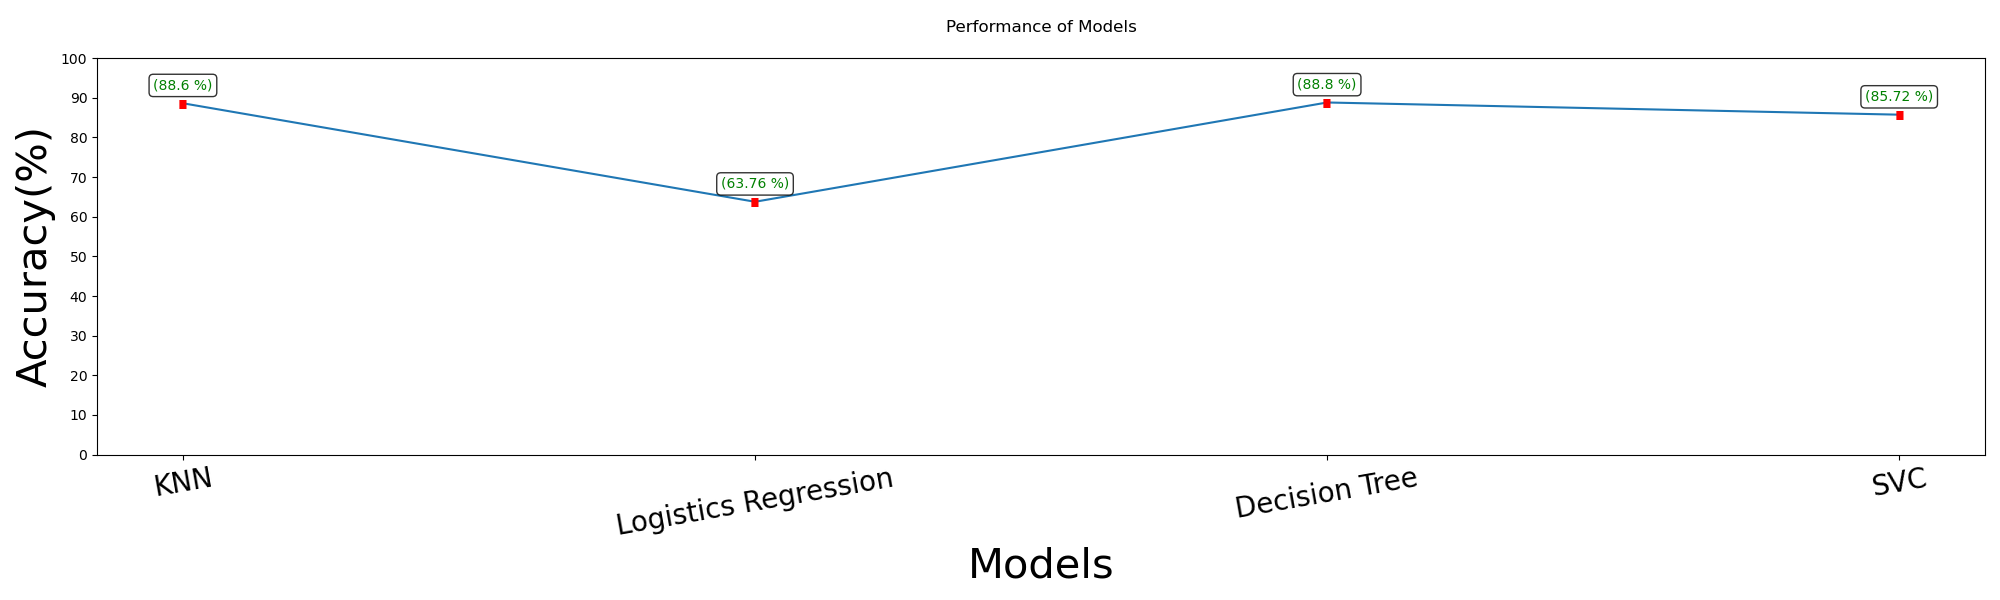 Performance of Models
100
90
80
70
60
50
40
30
20
10
0
Accuracy(%)
(88.6 %)
(63.76 %)
(88.8 %)
(85.72 %)
KNN
Logistics Regression
Decision Tree
SVC
Models